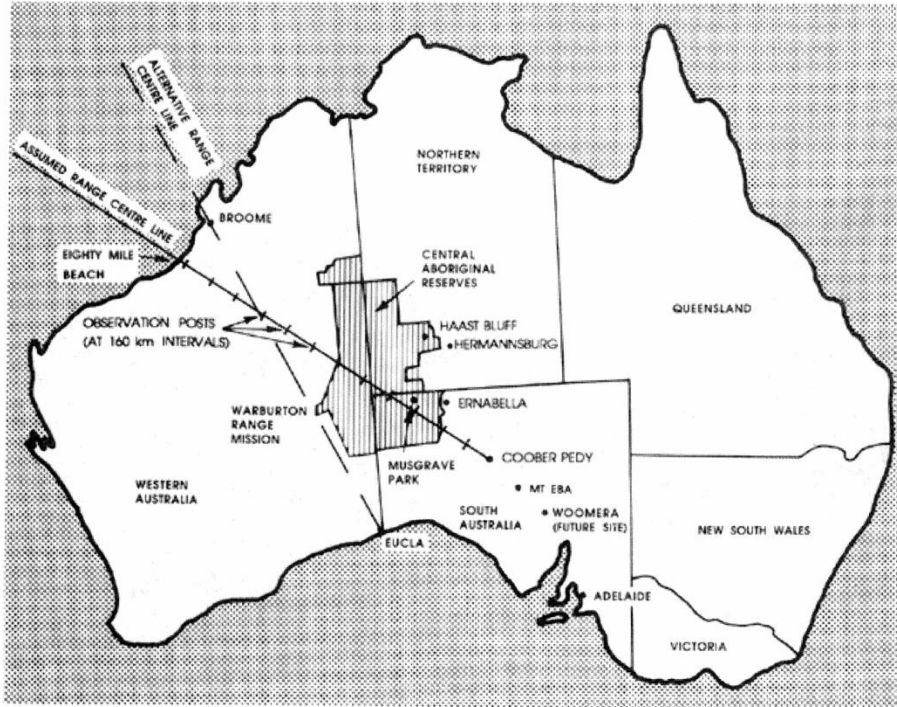 ALTERNATIVE RANGE
CENTRE LINE
ASSUMED RANGE CENTRE LINE
BROOME
EIGHTY MILE
BEACH
OBSERVATION POSTS
(AT 160 km INTERVALS)
NORTHERN
TERRITORY
CENTRAL
ABORIGINAL
RESERVES
HAAST BLUFF
HERMANNSBURG
QUEENSLAND
WARBURTON
RANGE
MISSION
ERNABELLA
MUSGRAVE
PARK
COOBER PEDY
WESTERN
AUSTRALIA
MT EBA
SOUTH
AUSTRALIA
WOOMERA
(FUTURE SITE)
NEW SOUTH WALES
EUCLA
ADELAIDE
VICTORIA